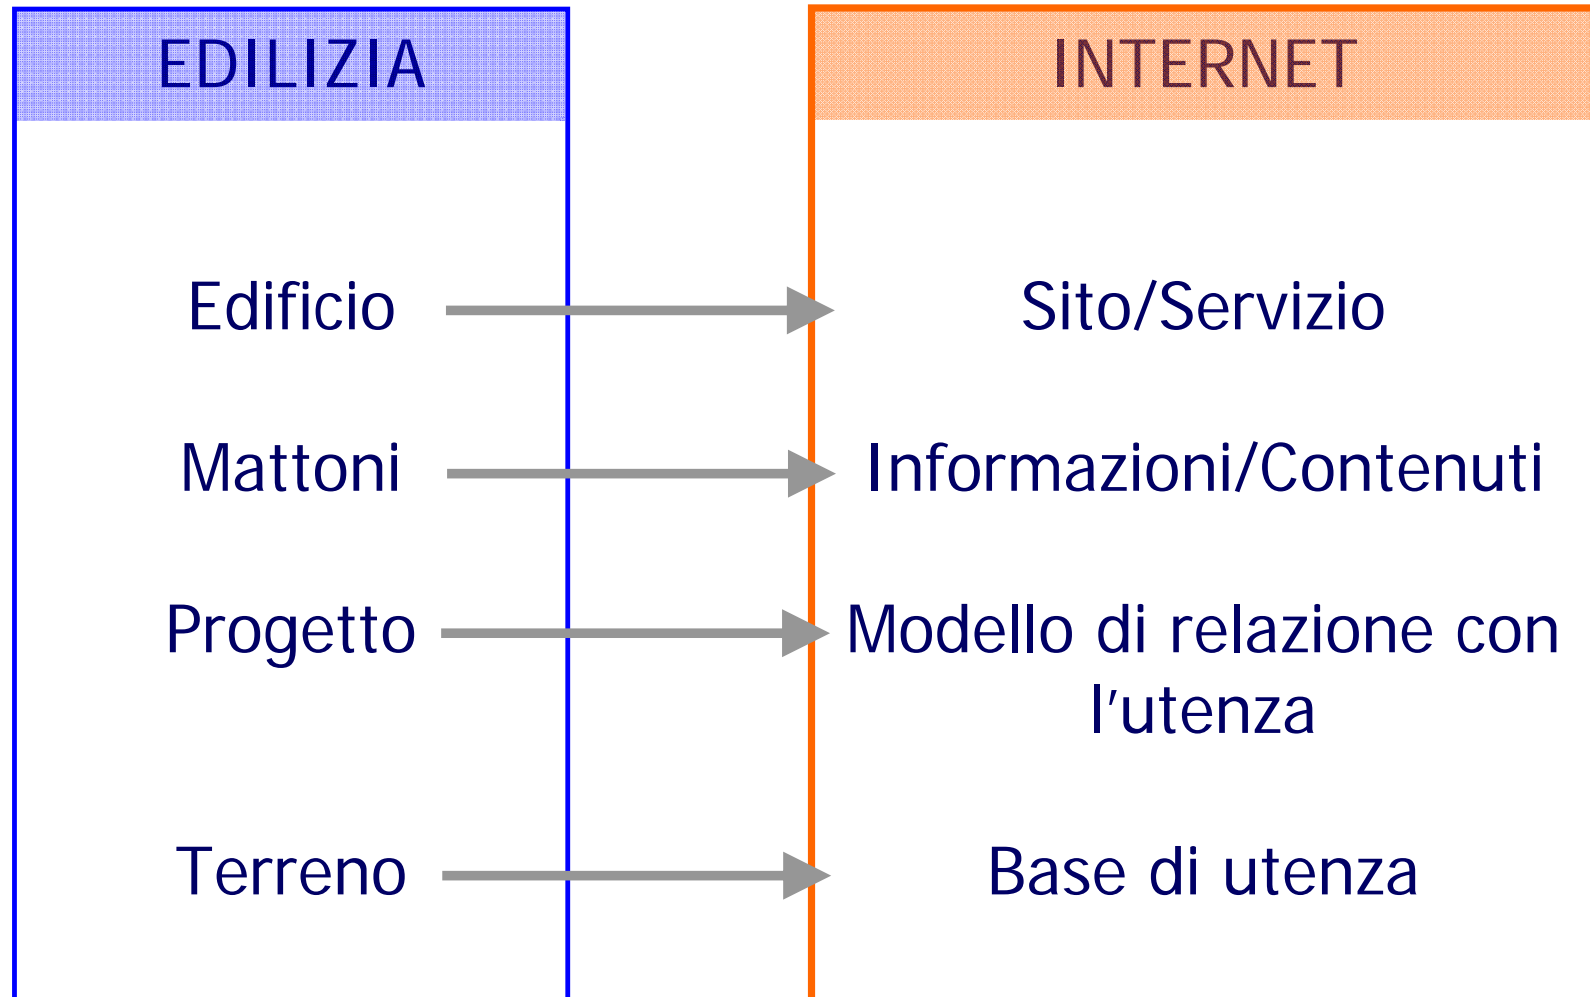 EDILIZIA
INTERNET
Edificio
Sito/Servizio
Mattoni
Informazioni/Contenuti
Progetto
Modello di relazione con
l'utenza
Terreno
Base di utenza